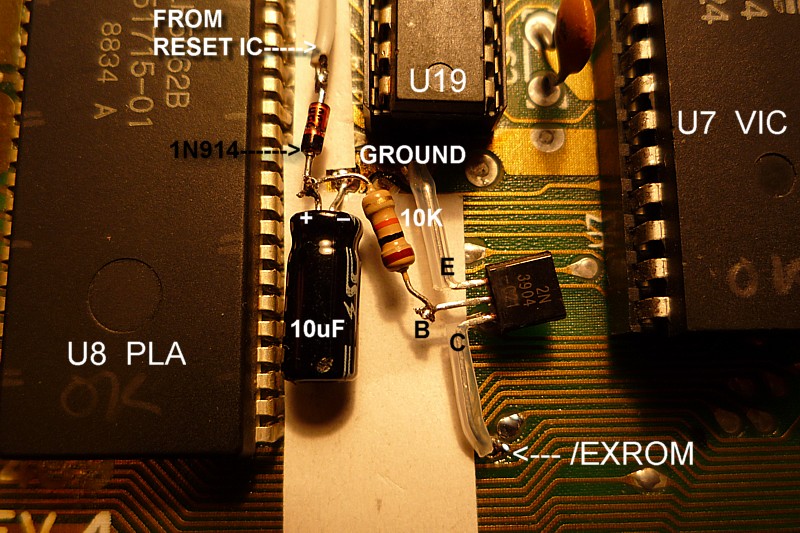 FROM
RESET IC----->
8834 A
U19
U7 VIC
1N914----->
GROUND
+ –
10K
E
2N
3904
B
C
10uF
U8 PLA
<--- /EXROM